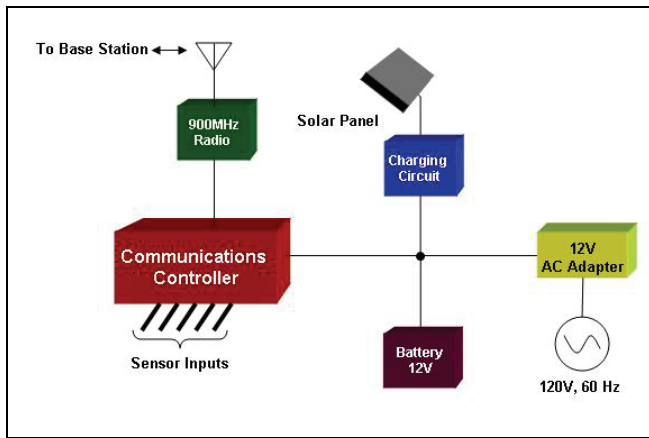 To Base Station
900MHz
Radio
Solar Panel
Charging
Circuit
Communications
Controller
12V
AC Adapter
Sensor Inputs
Battery
12V
120V, 60 Hz